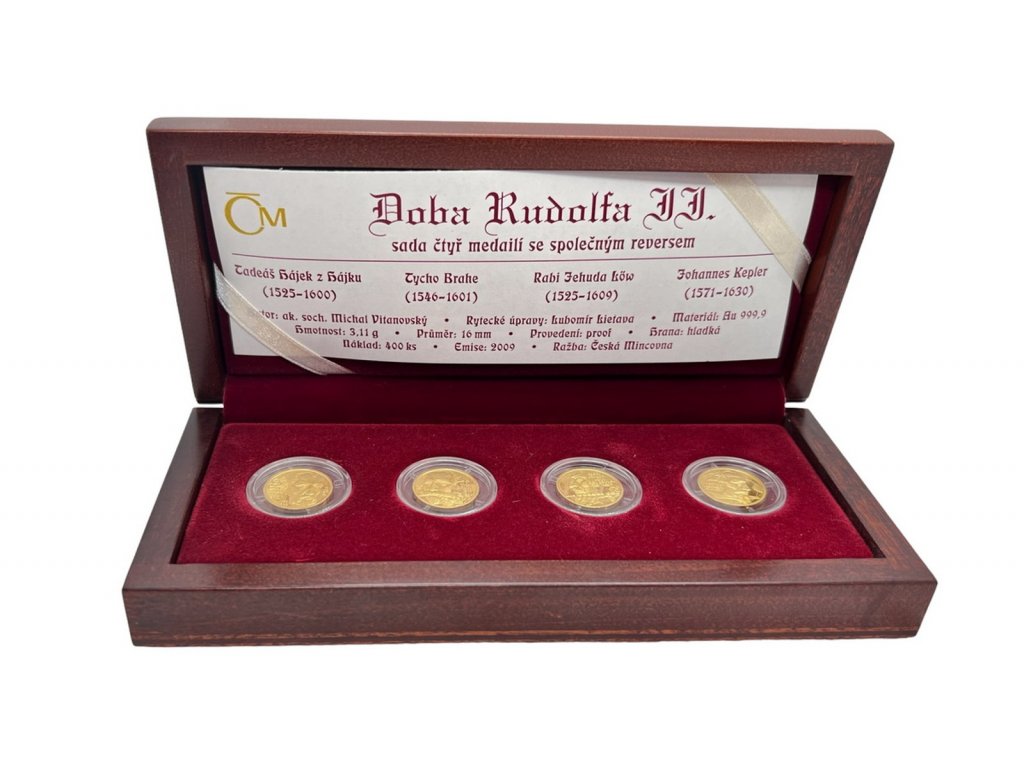 ČM
Doba Rudolfa II.
sada čtyř medailí se společným reversem
Tadeáš Hájek z Hájku Tycho Brahe Rabi Jehuda Löw Johannes Kepler
(1525-1600) (1546-1601) (1525-1609) (1571-1630)
ak. soch. Michal Vitanovský • Rytecké úpravy: Lubomír Lietava • Materiál: Au 999,9
Hmotnost: 3,11 g • Průměr: 16 mm • Provedení: proof • Hrana: hladká
Náklad: 400 ks • Emise: 2009 • Ražba: Česká Mincovna